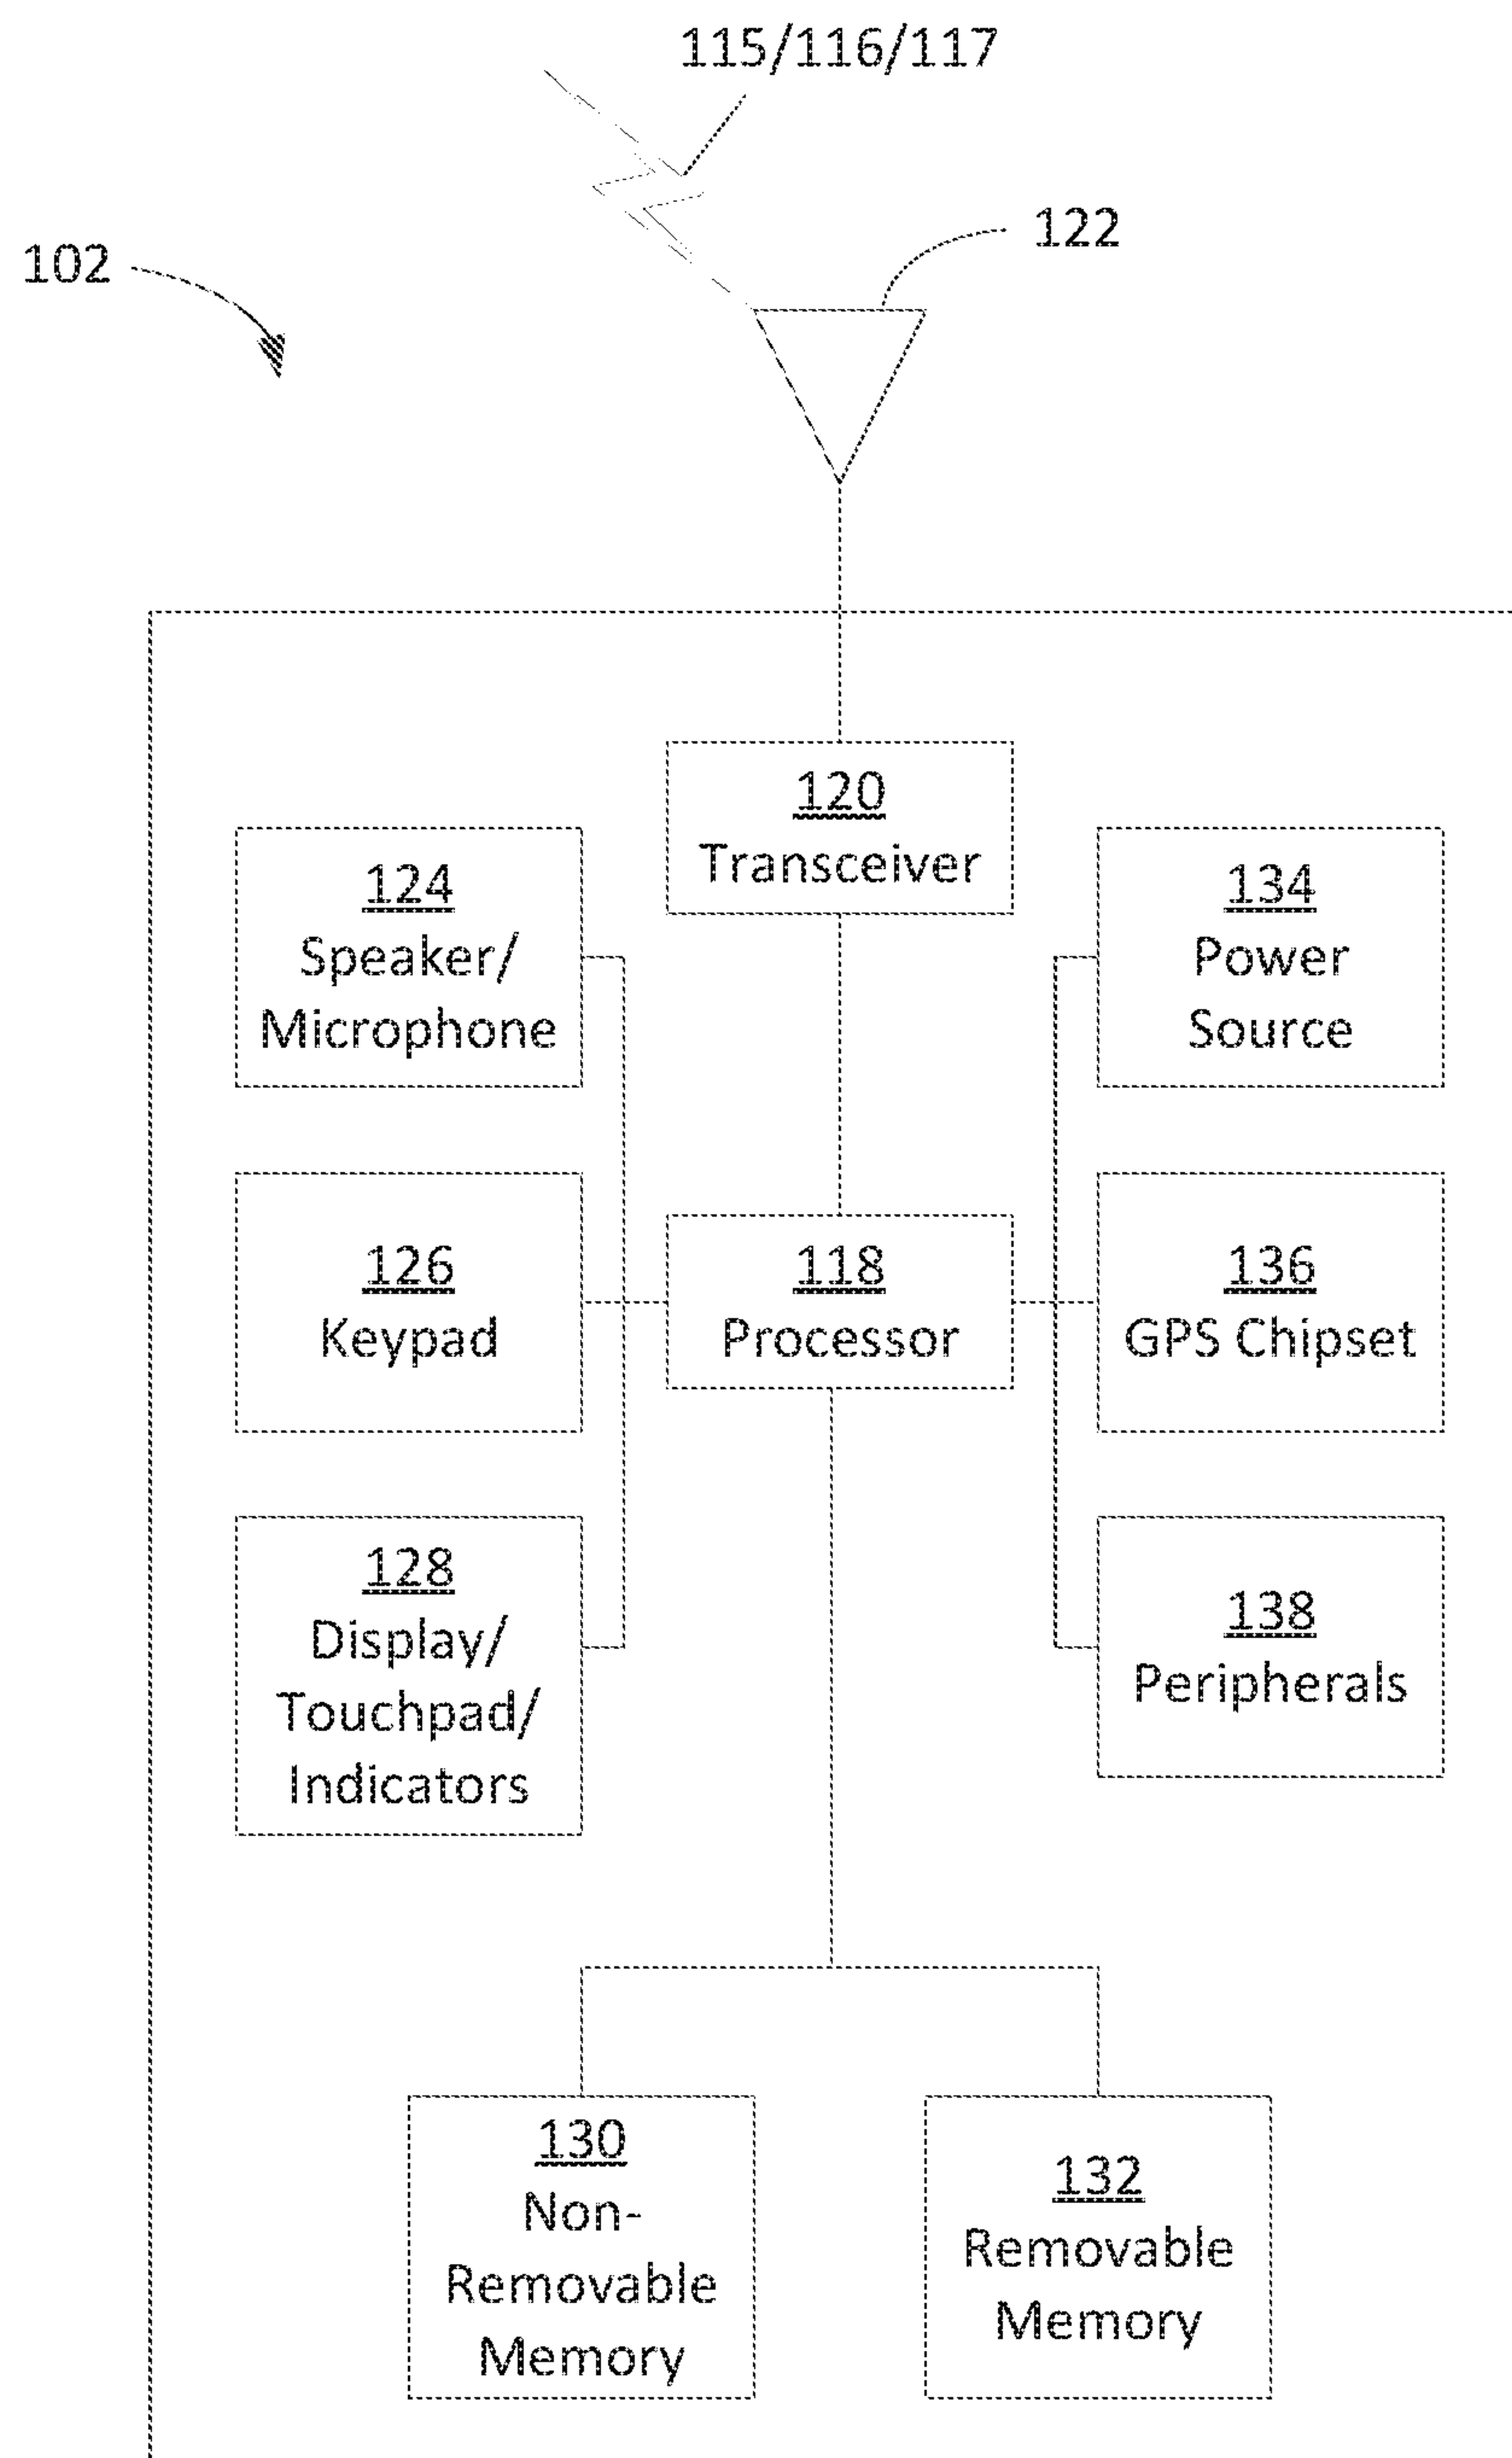 115/116/117
122
102
120
Transceiver
124
Speaker/
Microphone
134
Power
Source
126
Keypad
118
Processor
136
GPS Chipset
128
Display/
Touchpad/
Indicators
138
Peripherals
130
Non-
Removable
Memory
132
Removable
Memory